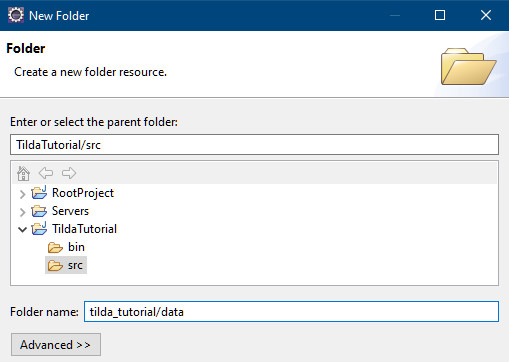 New Folder
Folder
Create a new folder resource.
Enter or select the parent folder:
TildaTutorial/src
RootProject
Servers
TildaTutorial
bin
src
Folder name: tilda_tutorial/data
Advanced >>